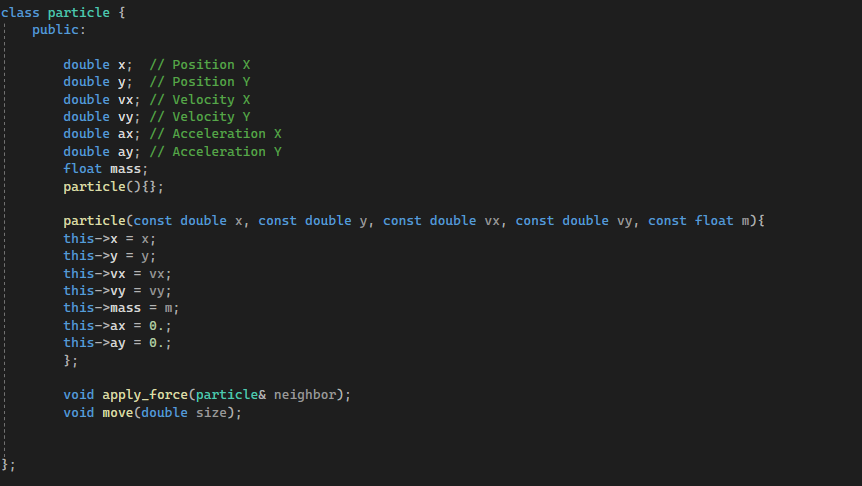 class particle {
    public:

        double x;  // Position X
        double y;  // Position Y
        double vx; // Velocity X
        double vy; // Velocity Y
        double ax; // Acceleration X
        double ay; // Acceleration Y
        float mass;
        particle(){};

        particle(const double x, const double y, const double vx, const double vy, const float m){
        this->x = x;
        this->y = y;
        this->vx = vx;
        this->vy = vy;
        this->mass = m;
        this->ax = 0.;
        this->ay = 0.;
        };

        void apply_force(particle& neighbor);
        void move(double size);


};